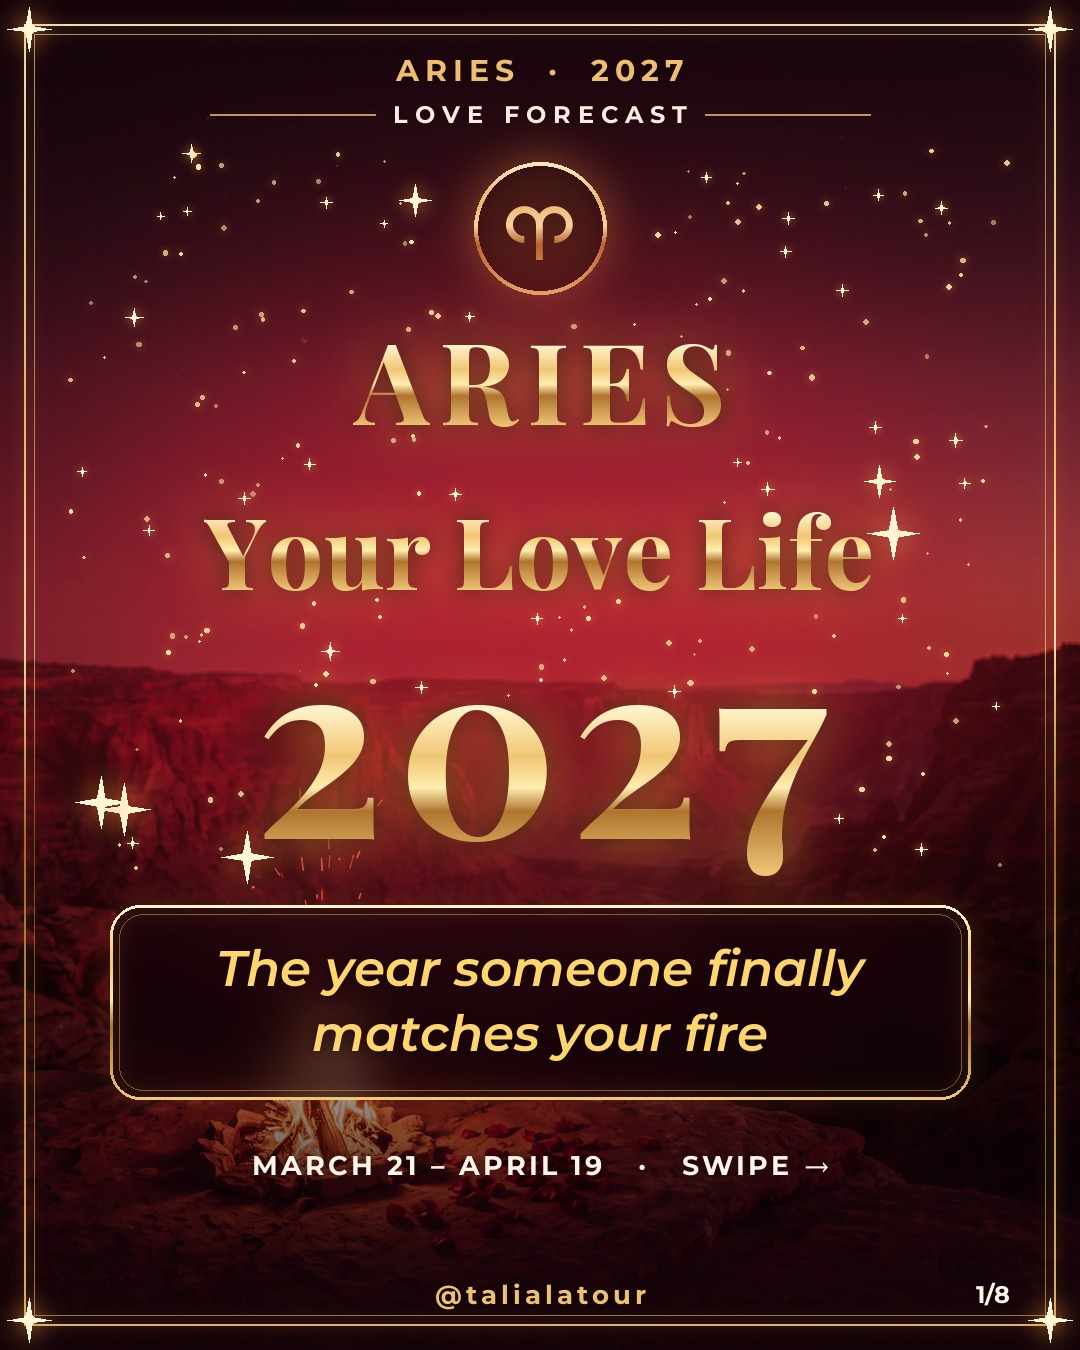 ARIES · 2027
LOVE FORECAST
ARIES
Your Love Life
2027
The year someone finally
matches your fire
MARCH 21 – APRIL 19 · SWIPE →
@talialatour
1/8